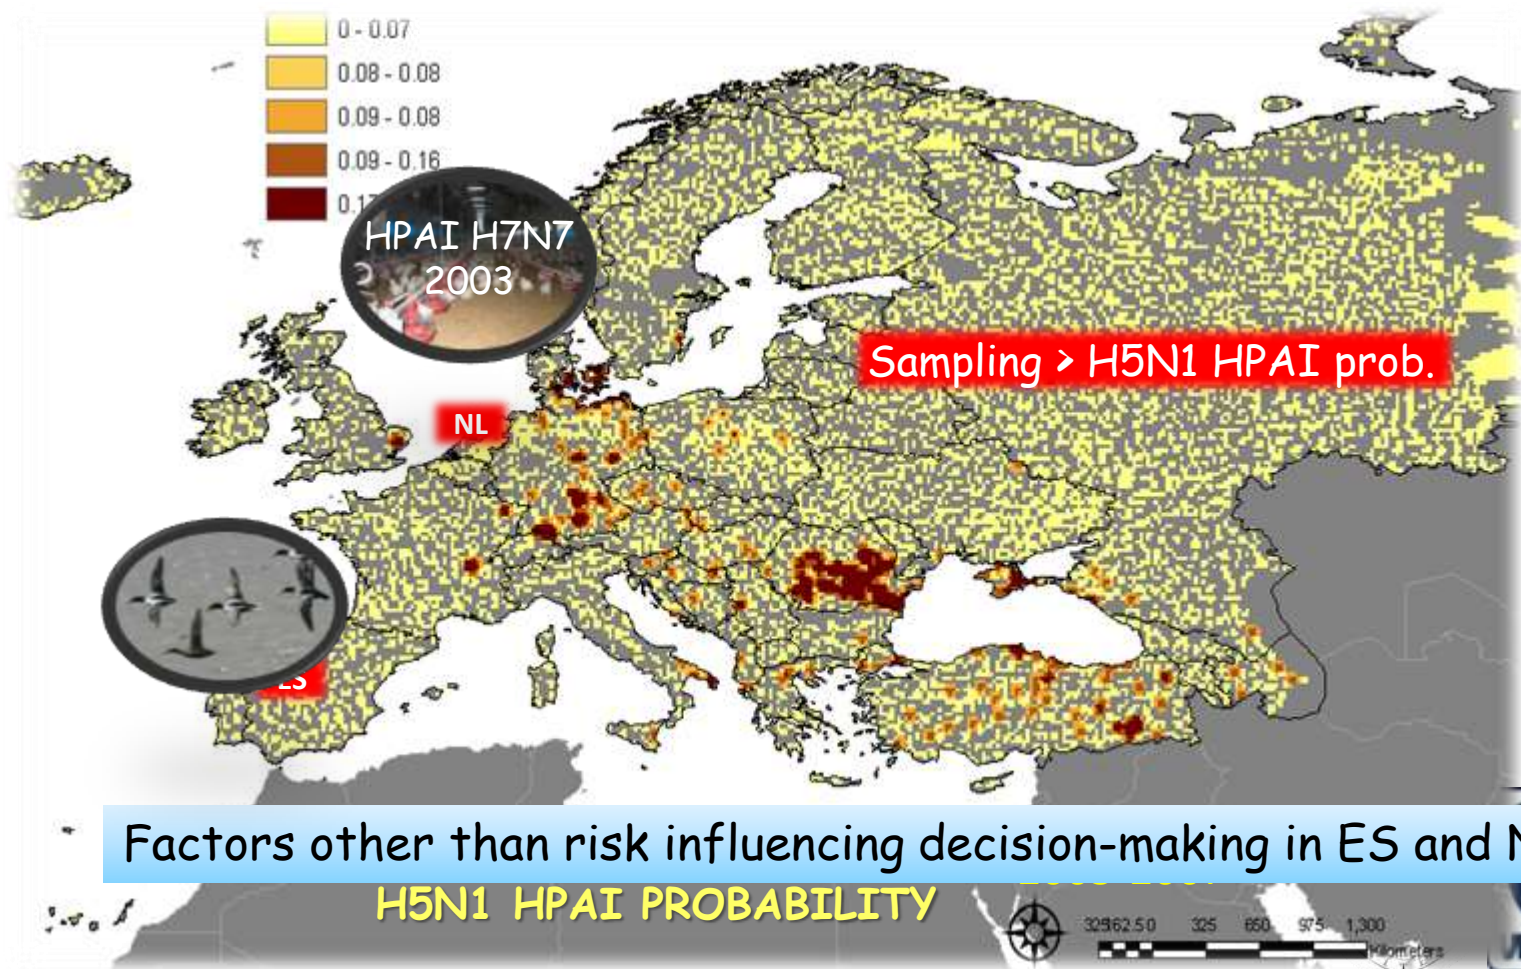 0 - 0.07
0.08 - 0.08
0.09 - 0.08
0.09 - 0.16
HPAI H7N7
2003
Sampling > H5N1 HPAI prob.
NL
ES
Factors other than risk influencing decision-making in ES and
H5N1 HPAI PROBABILITY
325 650 975 1,300
Kilometers